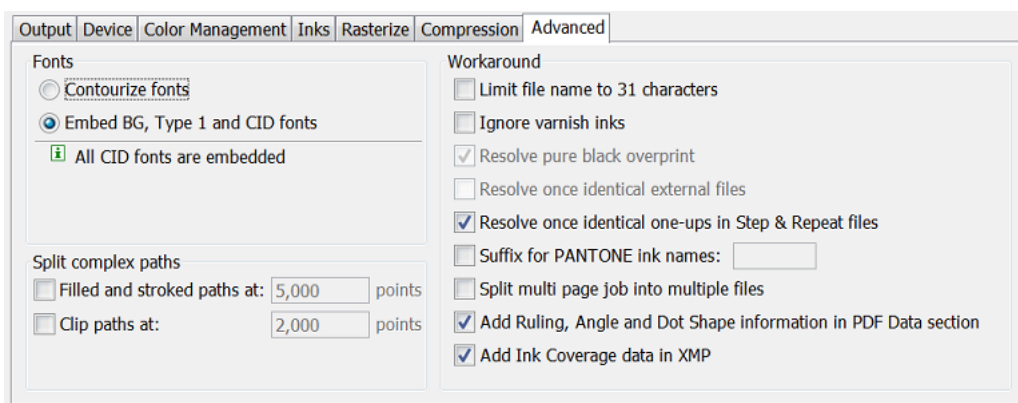 Output Device Color Management Inks Rasterize Compression Advanced
Fonts
Contourize fonts
Embed BG, Type 1 and CID fonts
All CID fonts are embedded
Split complex paths
Filled and stroked paths at: 5,000 points
Clip paths at: 2,000 points
Workaround
Limit file name to 31 characters
Ignore varnish inks
Resolve pure black overprint
Resolve once identical external files
Resolve once identical one-ups in Step & Repeat files
Suffix for PANTONE ink names:
Split multi page job into multiple files
Add Ruling, Angle and Dot Shape information in PDF Data section
Add Ink Coverage data in XMP